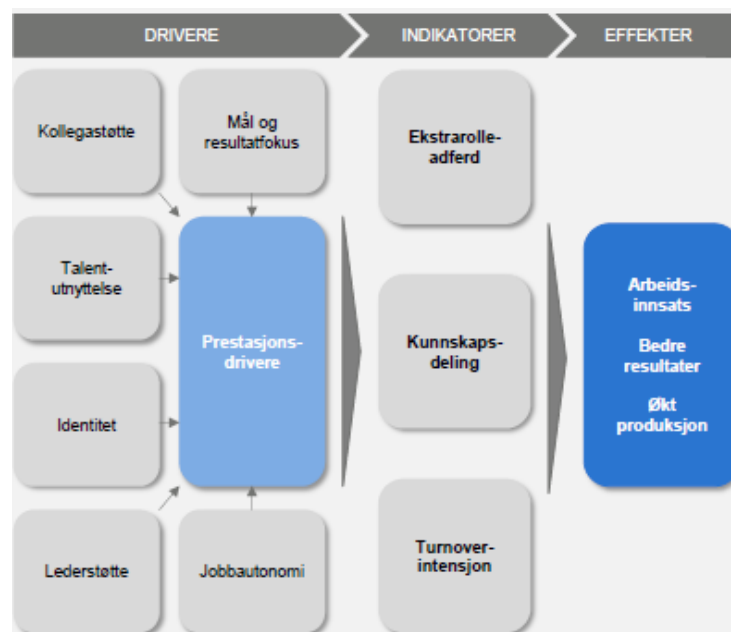 DRIVERE
INDIKATORER
EFFEKTER
Kollegastøtte
Mål og
resultatfokus
Talent-
utnyttelse
Identitet
Lederstøtte
Jobbautonomi
Prestasjons-
drivere
Ekstrarolle-
adferd
Kunnskaps-
deling
Turnover-
intensjon
Arbeids-
innsats
Bedre
resultater
Økt
produksjon